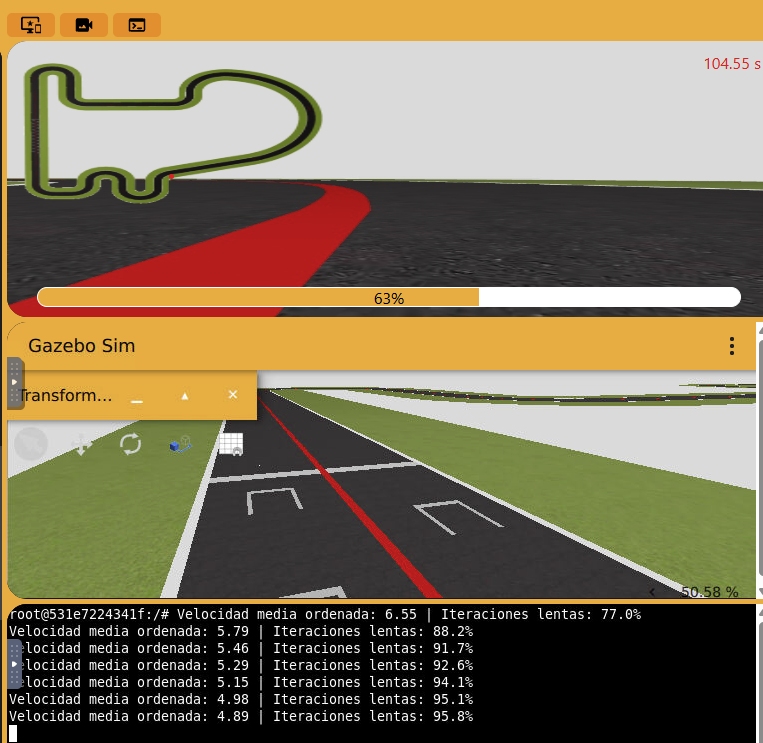 104.55 s
63%
Gazebo Sim
Transform...
50.58 %
root@531e7224341f:/# Velocidad media ordenada: 6.55 | Iteraciones lentas: 77.0%
Velocidad media ordenada: 5.79 | Iteraciones lentas: 88.2%
Velocidad media ordenada: 5.46 | Iteraciones lentas: 91.7%
Velocidad media ordenada: 5.29 | Iteraciones lentas: 92.6%
Velocidad media ordenada: 5.15 | Iteraciones lentas: 94.1%
Velocidad media ordenada: 4.98 | Iteraciones lentas: 95.1%
Velocidad media ordenada: 4.89 | Iteraciones lentas: 95.8%